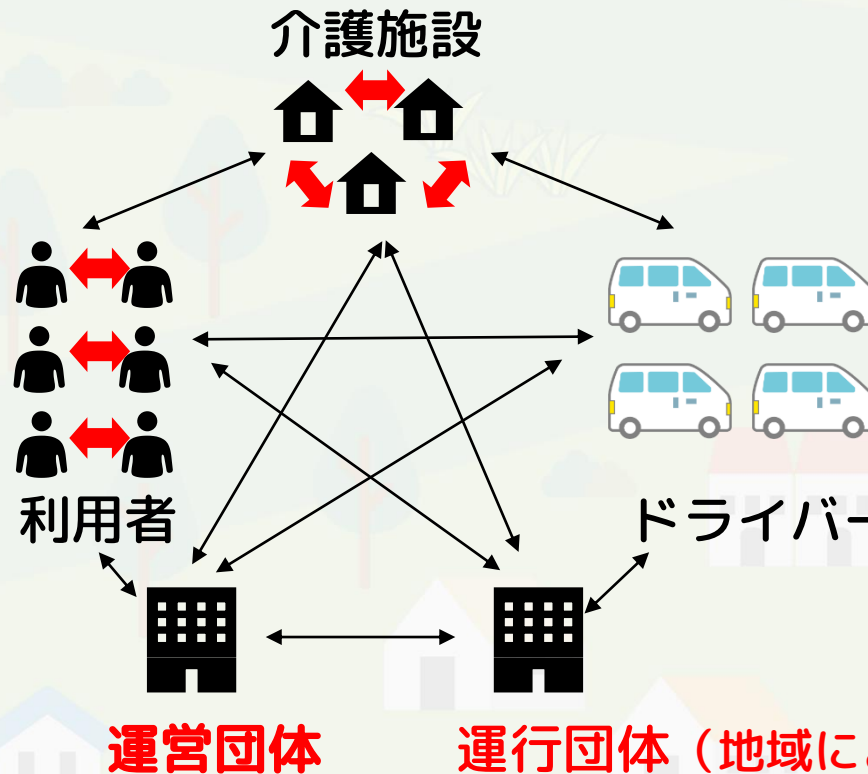 介護施設
利用者
ドライバー
運営団体
運行団体（地域に